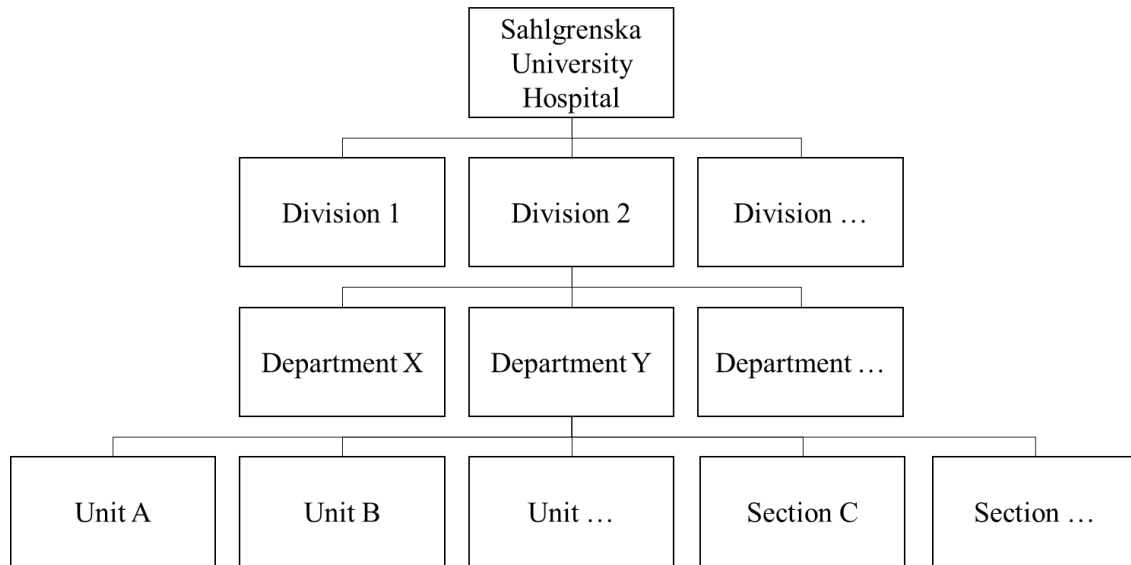 Sahlgrenska
University
Hospital
Division 1
Division 2
Division …
Department X
Department Y
Department …
Unit A
Unit B
Unit …
Section C
Section …